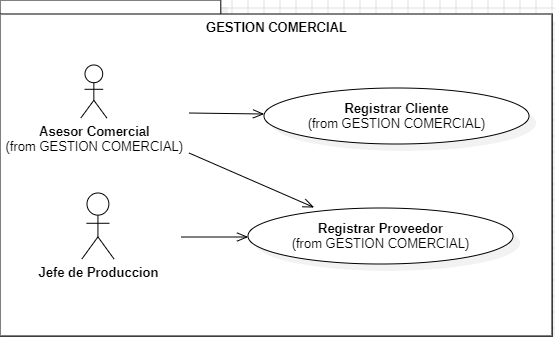 GESTION COMERCIAL
Registrar Cliente
(from GESTION COMERCIAL)
Asesor Comercial
(from GESTION COMERCIAL)
Registrar Proveedor
(from GESTION COMERCIAL)
Jefe de Produccion